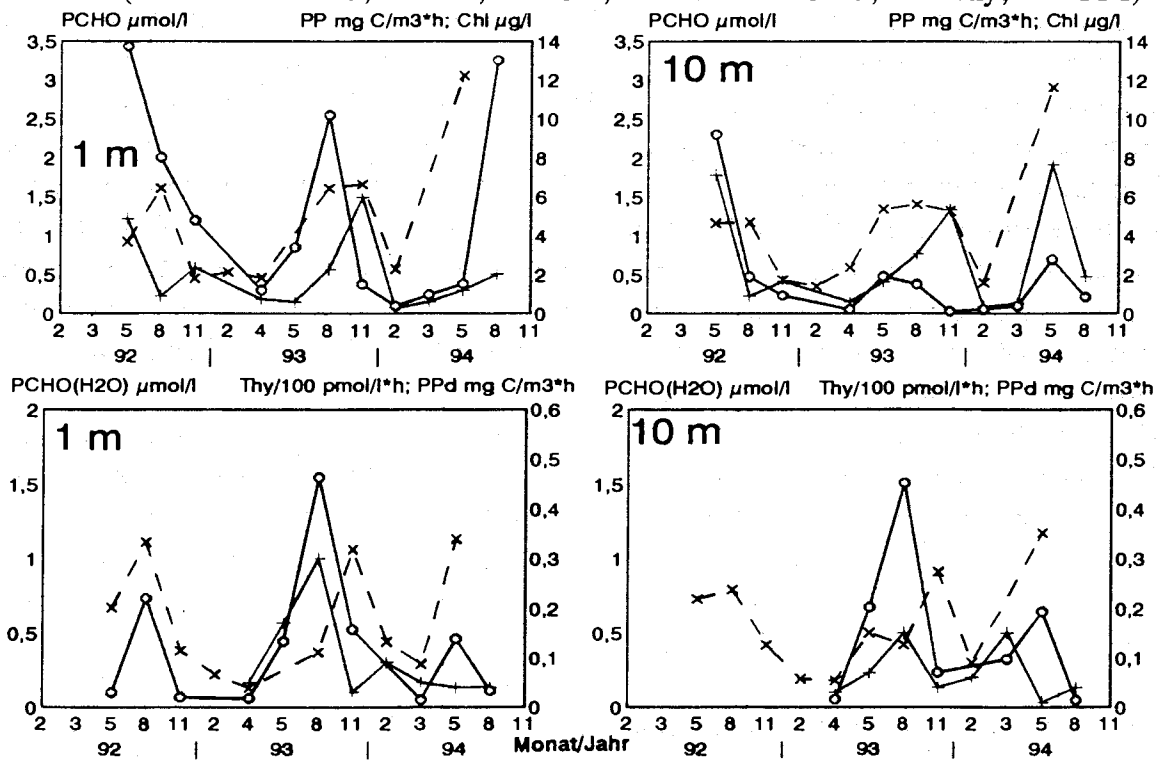 PCHO µmol/l PP mg C/m3*h; Chl µg/l
3,5 3 2,5 2 1,5 1 0,5 0
14 12 10 8 6 4 2 0
1 m
2 3 5 8 11 2 4 5 8 11 2 3 5 8 11
92 | 93 | 94
PCHO µmol/l PP mg C/m3*h; Chl µg/l
3,5 3 2,5 2 1,5 1 0,5 0
14 12 10 8 6 4 2 0
10 m
2 3 5 8 11 2 4 5 8 11 2 3 5 8 11
92 | 93 | 94
PCHO(H2O) µmol/l Thy/100 pmol/l*h; PPd mg C/m3*h
2 1,5 1 0,5 0
0,6 0,5 0,4 0,3 0,2 0,1 0
1 m
2 3 5 8 11 2 4 5 8 11 2 3 5 8 11
92 | 93 | 94
PCHO(H2O) µmol/l Thy/100 pmol/l*h; PPd mg C/m3*h
2 1,5 1 0,5 0
0,6 0,5 0,4 0,3 0,2 0,1 0
10 m
2 3 5 8 11 2 4 5 8 11 2 3 5 8 11
92 | 93 | 94
Monat/Jahr